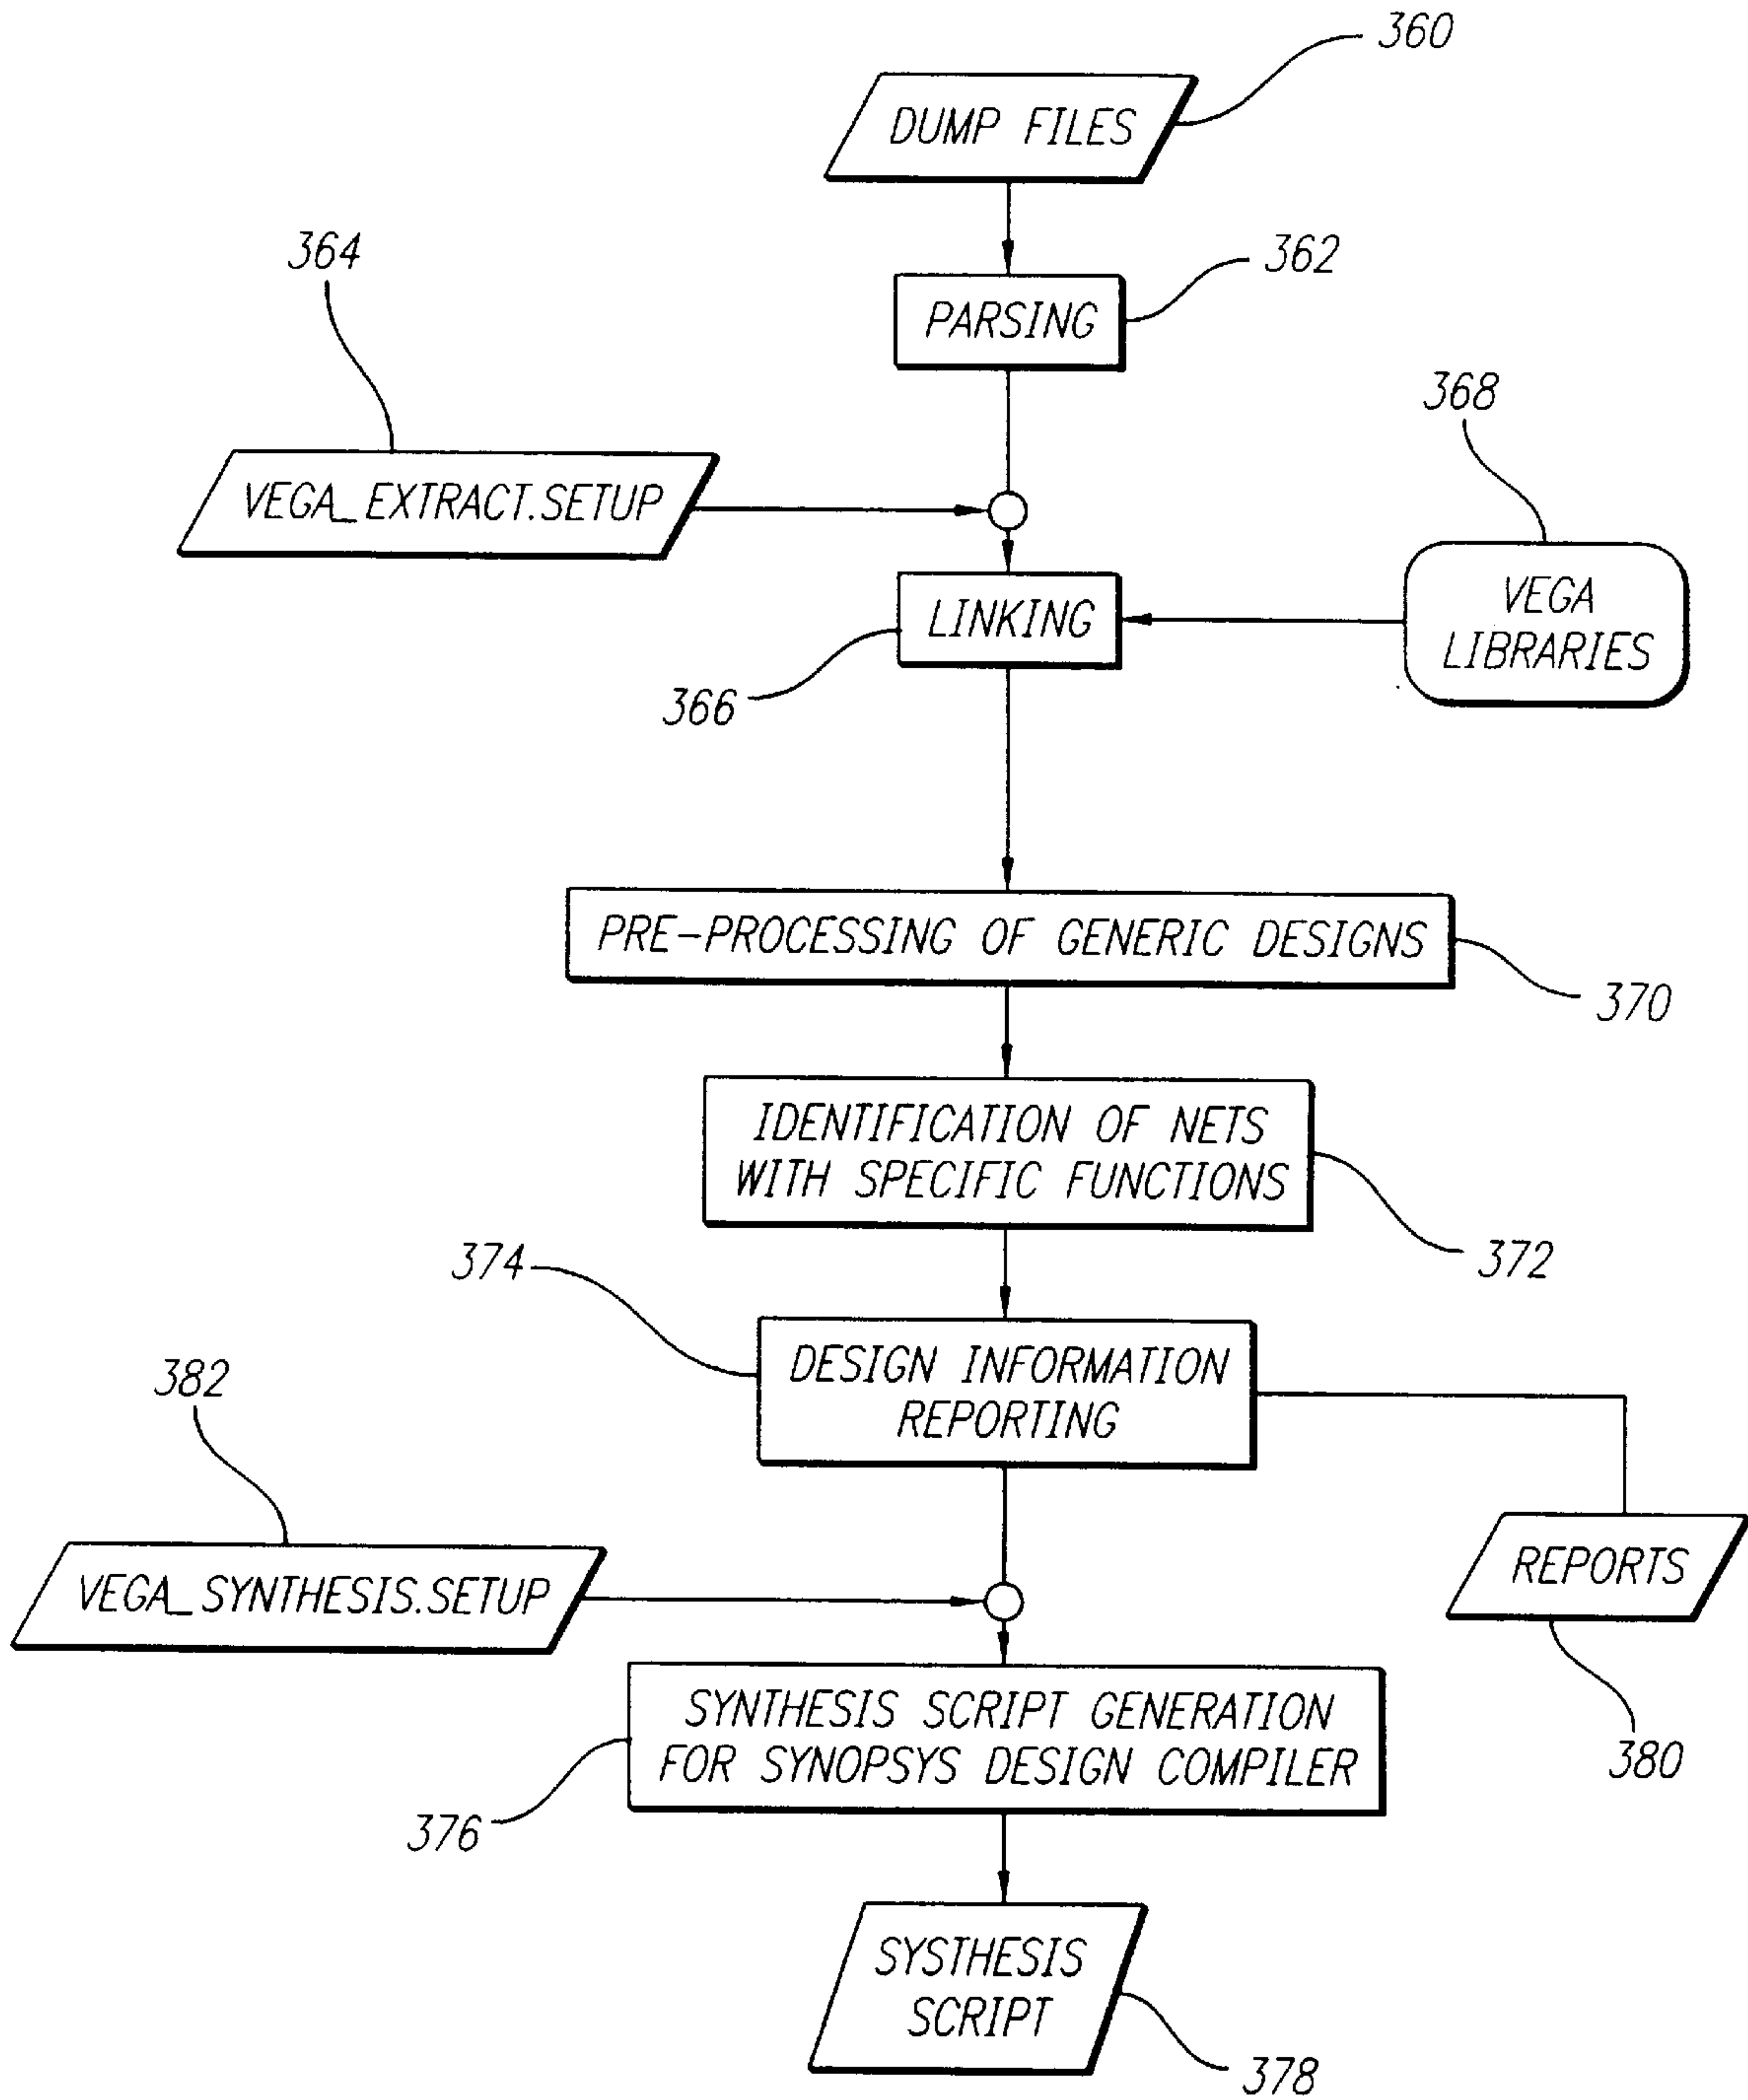 360
DUMP FILES
362
PARSING
364
VEGA_EXTRACT.SETUP
368
VEGA
LIBRARIES
LINKING
366
PRE-PROCESSING OF GENERIC DESIGNS
370
IDENTIFICATION OF NETS
WITH SPECIFIC FUNCTIONS
372
374
DESIGN INFORMATION
REPORTING
382
VEGA_SYNTHESIS.SETUP
REPORTS
380
SYNTHESIS SCRIPT GENERATION
FOR SYNOPSYS DESIGN COMPILER
376
SYSTHESIS
SCRIPT
378